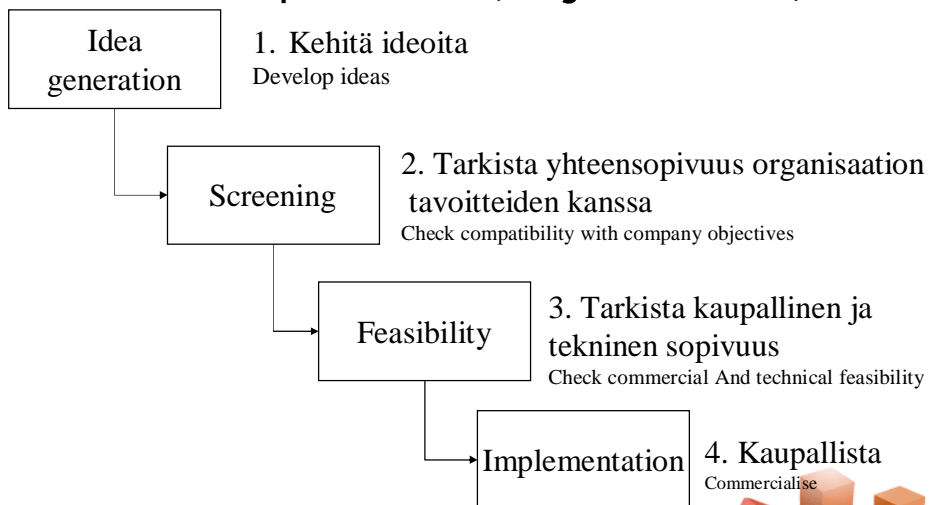 Idea
generation
1. Kehitä ideoita
Develop ideas
Screening
2. Tarkista yhteensopivuus organisaation
tavoitteiden kanssa
Check compatibility with company objectives
Feasibility
3. Tarkista kaupallinen ja
tekninen sopivuus
Check commercial And technical feasibility
Implementation
4. Kaupallista
Commercialise